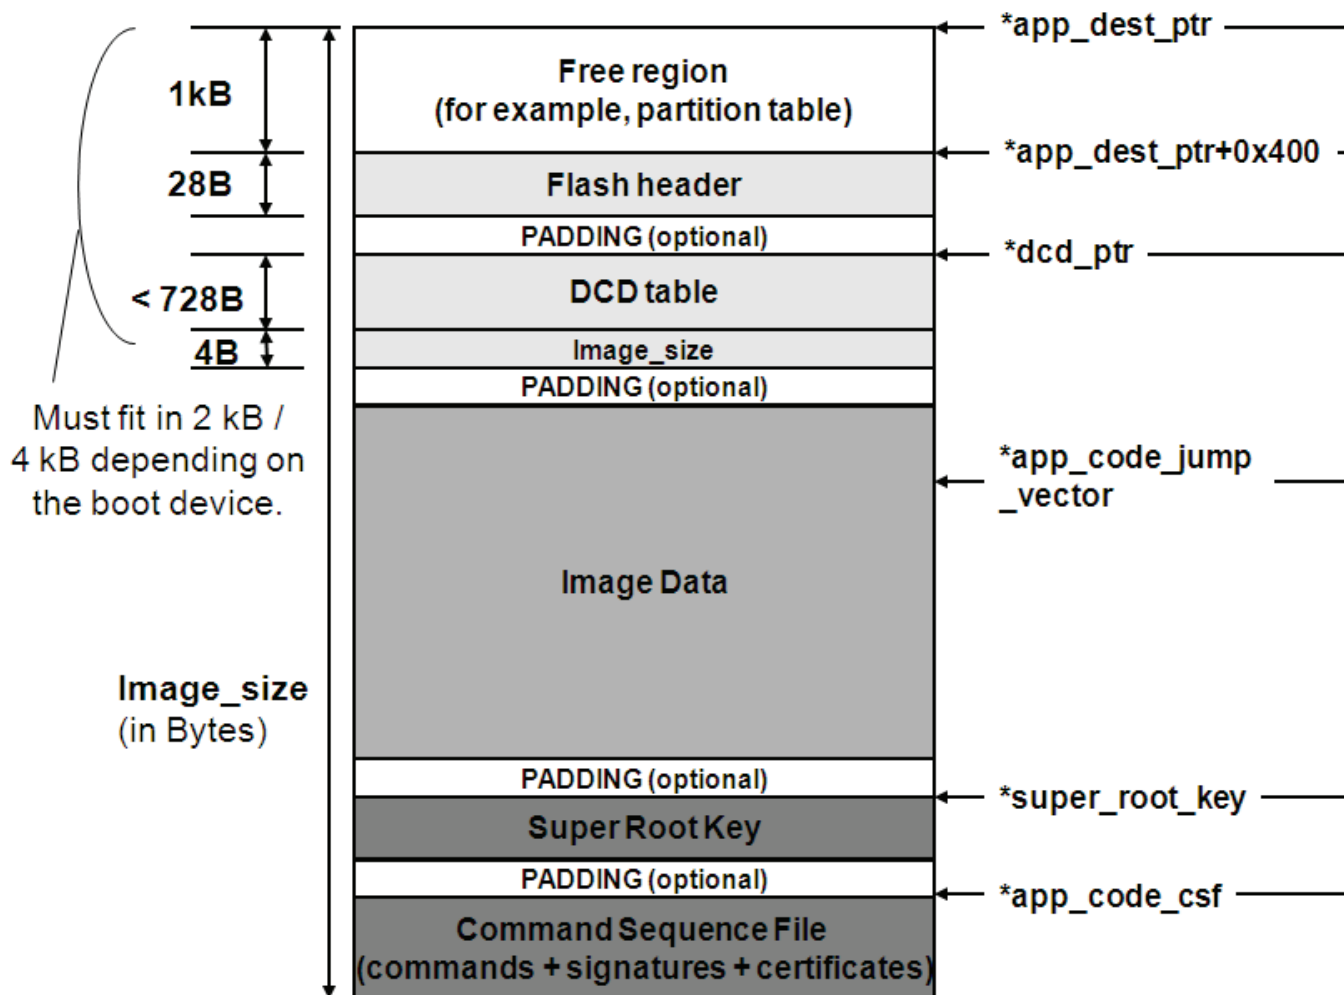 *app_dest_ptr
Free region
(for example, partition table)
1kB
*app_dest_ptr+0x400
28B
Flash header
PADDING (optional)
*dcd_ptr
< 728B
DCD table
4B
Image_size
PADDING (optional)
Must fit in 2 kB /
4 kB depending on
the boot device.
*app_code_jump
_vector
Image Data
Image_size
(in Bytes)
PADDING (optional)
*super_root_key
Super Root Key
PADDING (optional)
*app_code_csf
Command Sequence File
(commands + signatures + certificates)